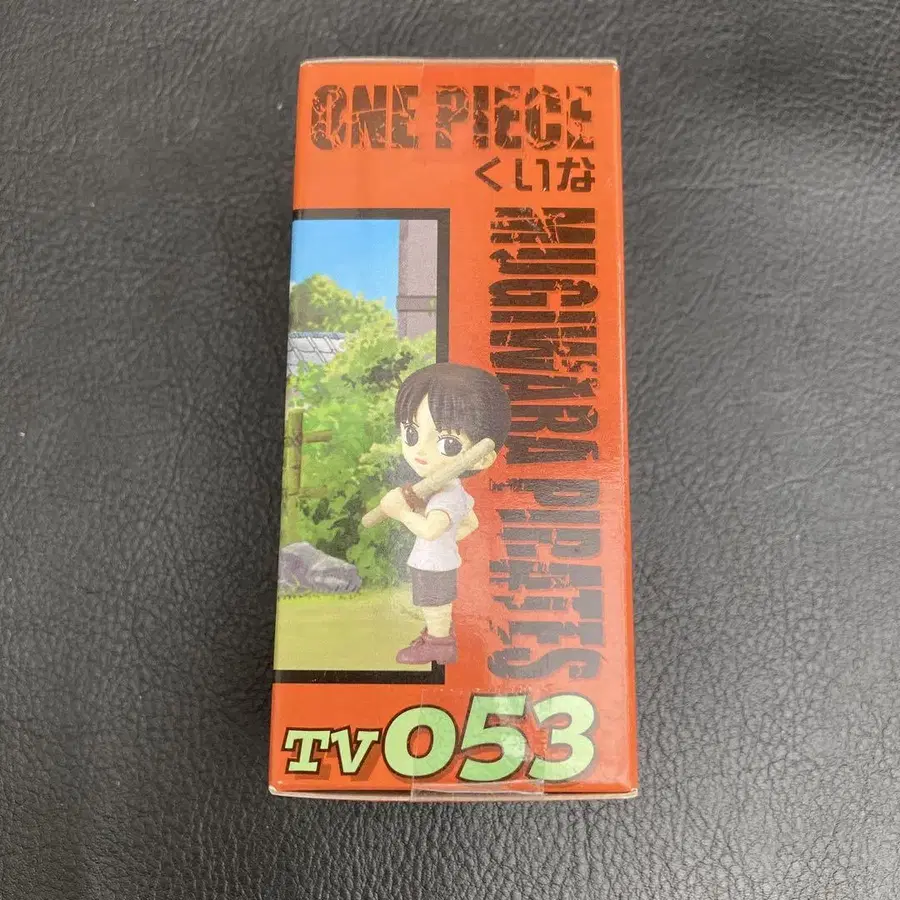 ONE PIECE
くいな
MUGIWARA PIRATES
TV053